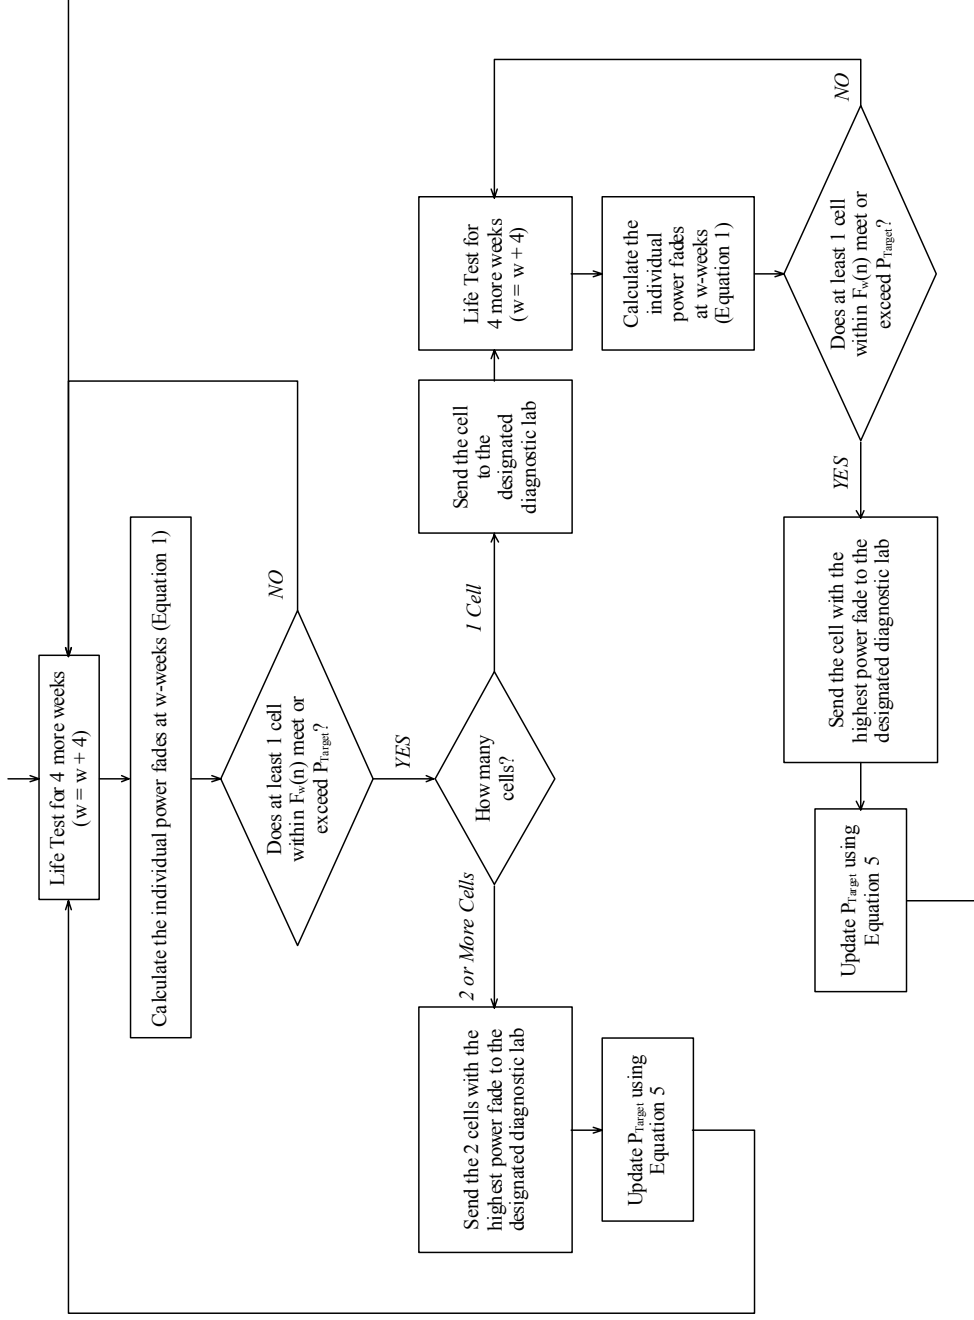 Life Test for 4 more weeks
(w = w + 4)
Calculate the individual power fades at w-weeks (Equation 1)
Does at least 1 cell
within Fw(n) meet or
exceed PTarget?
NO
YES
How many
cells?
2 or More Cells
1 Cell
Send the 2 cells with the
highest power fade to the
designated diagnostic lab
Update PTarget using
Equation 5
Send the cell
to the
designated
diagnostic lab
Life Test for
4 more weeks
(w = w + 4)
Calculate the
individual
power fades
at w-weeks
(Equation 1)
Does at least 1 cell
within Fw(n) meet or
exceed PTarget?
NO
YES
Send the cell with the
highest power fade to the
designated diagnostic lab
Update PTarget using
Equation 5